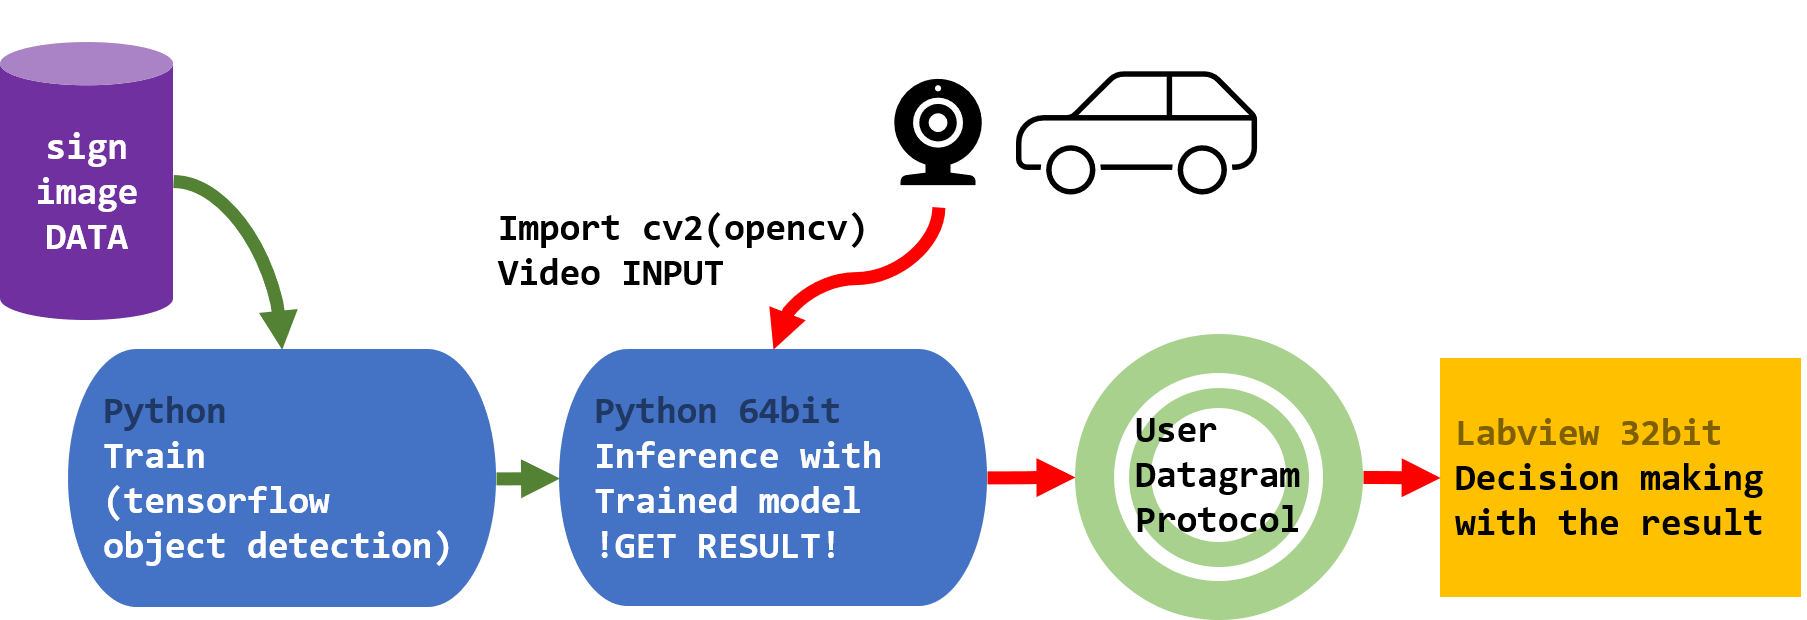 sign
image
DATA
Import cv2(opencv)
Video INPUT
Python
Train
(tensorflow
object detection)
Python 64bit
Inference with
Trained model
!GET RESULT!
User
Datagram
Protocol
Labview 32bit
Decision making
with the result